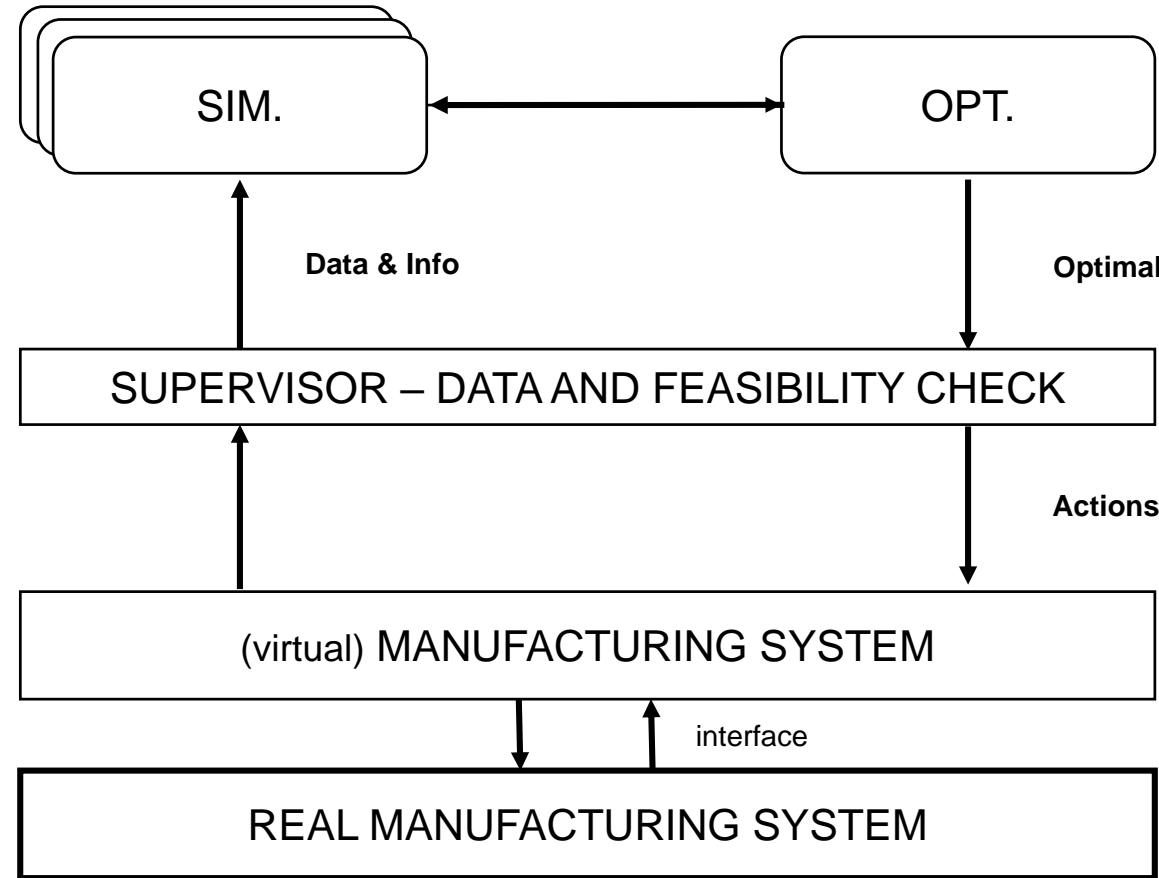 SIM.
OPT.
Data & Info
Optimal
SUPERVISOR – DATA AND FEASIBILITY CHECK
Actions
(virtual) MANUFACTURING SYSTEM
interface
REAL MANUFACTURING SYSTEM